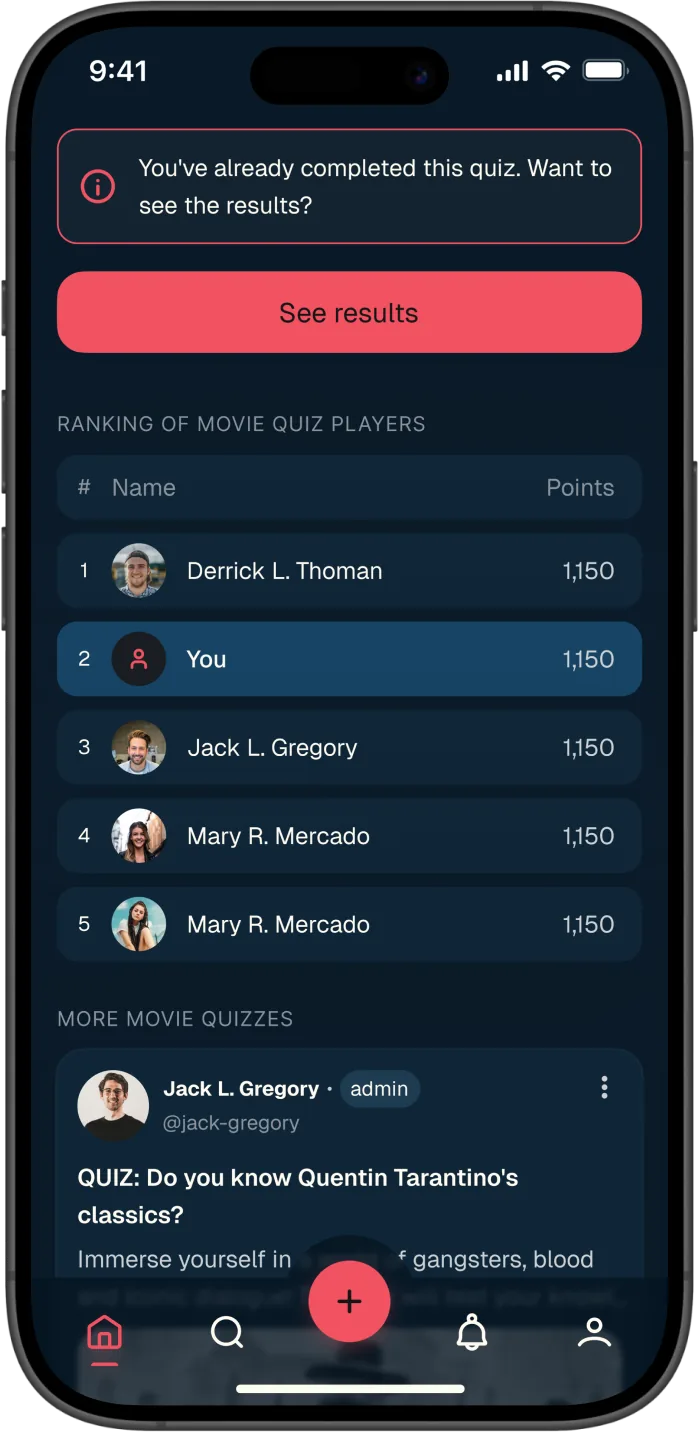 9:41
You've already completed this quiz. Want to
see the results?
See results
RANKING OF MOVIE QUIZ PLAYERS
# Name Points
1 Derrick L. Thoman 1,150
2 You 1,150
3 Jack L. Gregory 1,150
4 Mary R. Mercado 1,150
5 Mary R. Mercado 1,150
MORE MOVIE QUIZZES
Jack L. Gregory · admin
@jack-gregory
QUIZ: Do you know Quentin Tarantino's
classics?
Immerse yourself in gangsters, blood